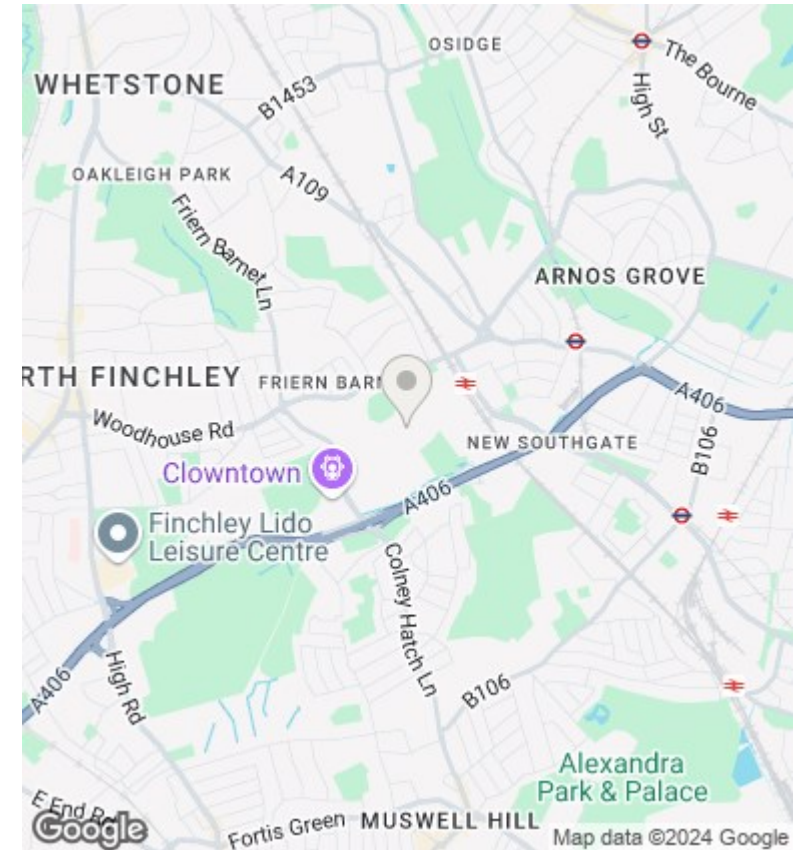 OSIDGE
The Bourne
WHETSTONE
B1453
High St
OAKLEIGH PARK
A109
Friern Barnet Ln
ARNOS GROVE
RTH FINCHLEY
FRIERN BARN
A406
Woodhouse Rd
NEW SOUTHGATE
B106
Clowntown
A406
Finchley Lido
Leisure Centre
Colney Hatch Ln
High Rd
B106
A406
Alexandra
Park & Palace
E End Rd
Google
Fortis Green
MUSWELL HILL
Map data ©2024 Google